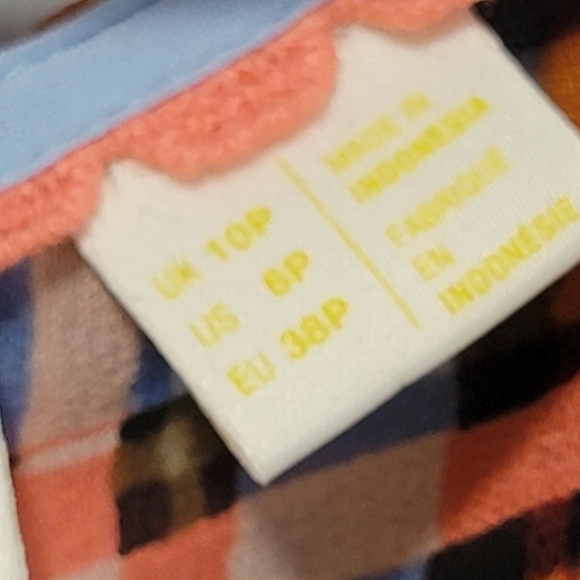 UK 10P
US 6P
EU 38P
MADE IN
INDONESIA
FABRIQUÉ
EN
INDONÉSIE